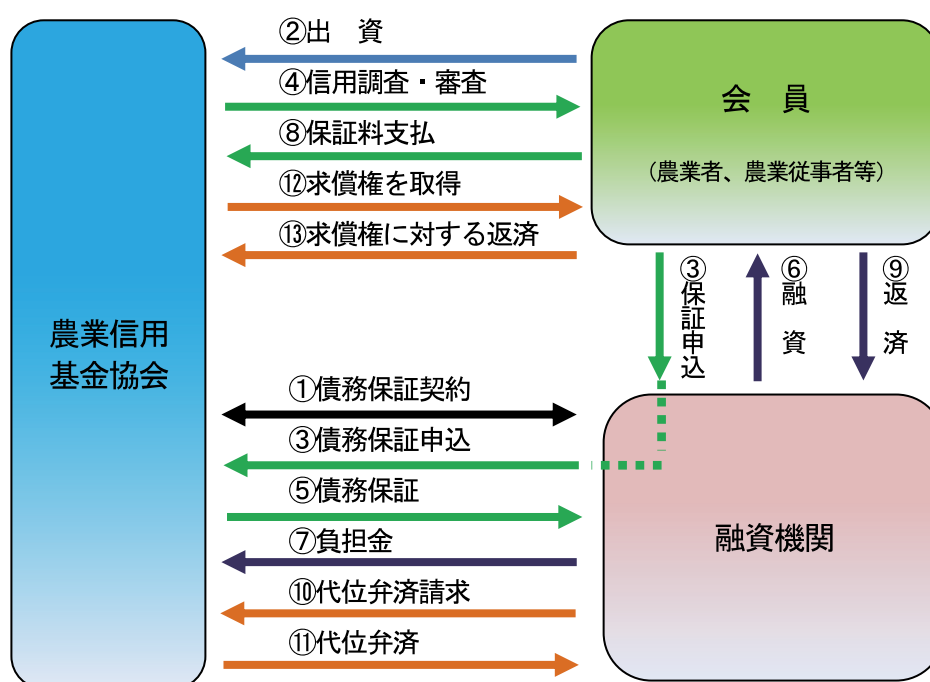 ②出　資
④信用調査・審査
⑧保証料支払
⑫求償権を取得
⑬求償権に対する返済
会　員
(農業者、農業従事者等)
③保証申込
⑥融　資
⑨返　済
農業信用
基金協会
①債務保証契約
③債務保証申込
⑤債務保証
⑦負担金
⑩代位弁済請求
⑪代位弁済
融資機関